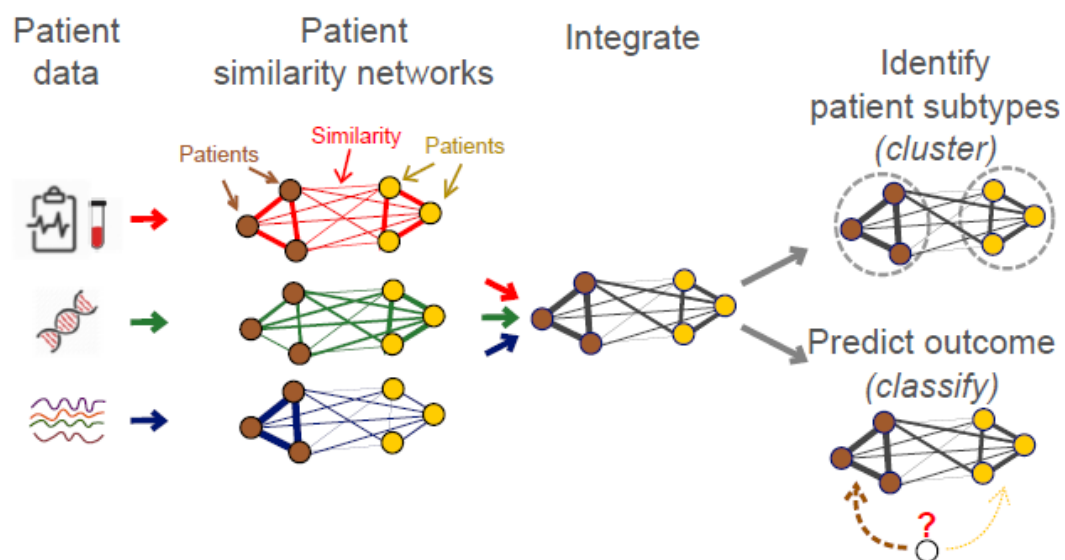 Patient
data
Patient
similarity networks
Integrate
Identify
patient subtypes
(cluster)
Similarity
Patients
Patients
Predict outcome
(classify)
?